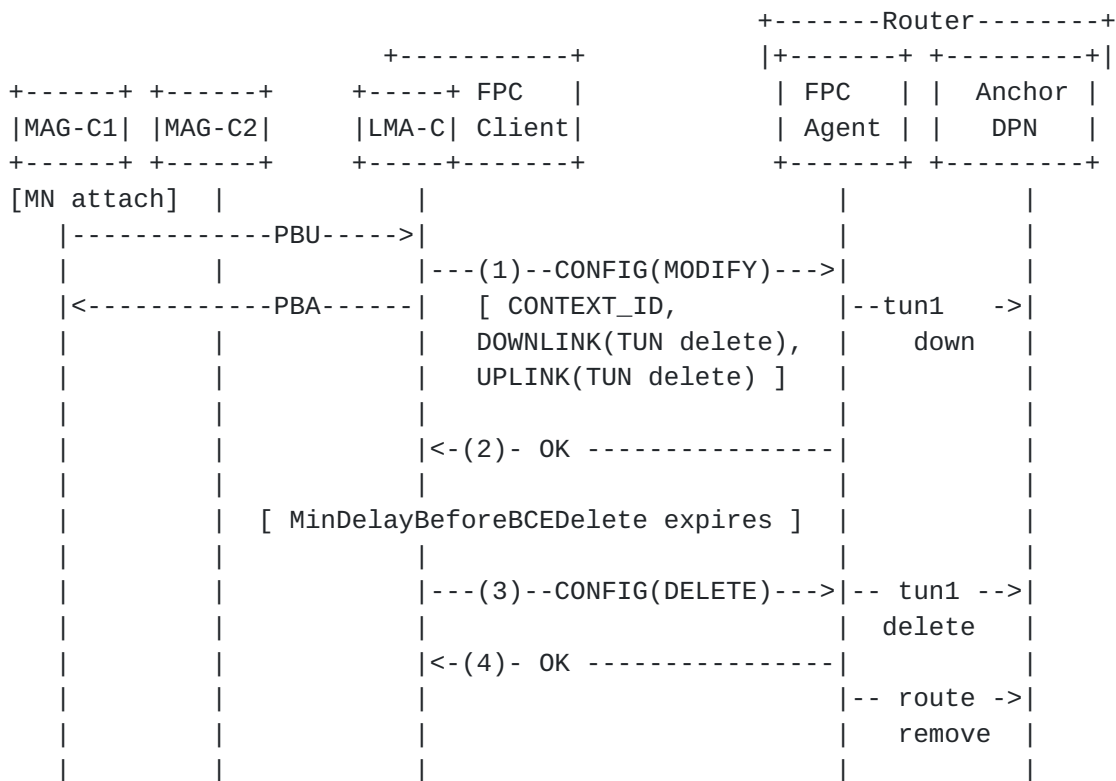 +-------Router--------+
                       +-----------+          |+-------+ +---------+|
+------+ +------+    +-----+ FPC   |          | FPC   | |  Anchor |
|MAG-C1| |MAG-C2|    |LMA-C| Client|          | Agent | |   DPN   |
+------+ +------+    +-----+-------+          +-------+ +---------+
[MN attach]  |           |                         |           |
   |-------------PBU----->|                        |           |
   |         |           |---(1)--CONFIG(MODIFY)--->|           |
   |<------------PBA------|   [ CONTEXT_ID,        |--tun1   ->|
   |         |           |   DOWNLINK(TUN delete),  |    down   |
   |         |           |   UPLINK(TUN delete) ]   |           |
   |         |           |                         |           |
   |         |           |<-(2)- OK ----------------|           |
   |         |           |                         |           |
   |         |  [ MinDelayBeforeBCEDelete expires ]  |           |
   |         |           |                         |           |
   |         |           |---(3)--CONFIG(DELETE)--->|-- tun1 -->|
   |         |           |                         |  delete   |
   |         |           |<-(4)- OK ----------------|           |
   |         |           |                         |-- route ->|
   |         |           |                         |   remove  |
   |         |           |                         |           |